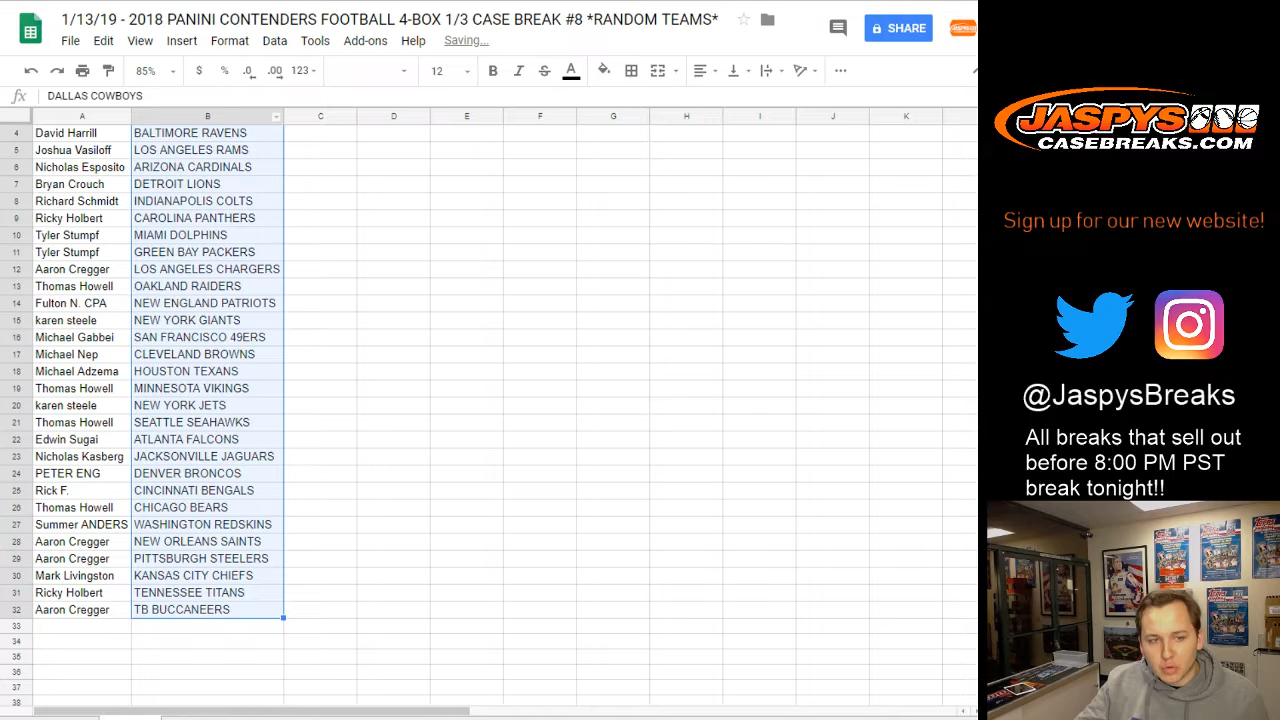 1/13/19 - 2018 PANINI CONTENDERS FOOTBALL 4-BOX 1/3 CASE BREAK #8 *RANDOM TEAMS*
File Edit View Insert Format Data Tools Add-ons Help Saving...
SHARE
85% $ % .0 .00 123 12 B I S A
fx DALLAS COWBOYS
A B C D E F G H I J K
4 David Harrill BALTIMORE RAVENS
5 Joshua Vasiloff LOS ANGELES RAMS
6 Nicholas Esposito ARIZONA CARDINALS
7 Bryan Crouch DETROIT LIONS
8 Richard Schmidt INDIANAPOLIS COLTS
9 Ricky Holbert CAROLINA PANTHERS
10 Tyler Stumpf MIAMI DOLPHINS
11 Tyler Stumpf GREEN BAY PACKERS
12 Aaron Cregger LOS ANGELES CHARGERS
13 Thomas Howell OAKLAND RAIDERS
14 Fulton N. CPA NEW ENGLAND PATRIOTS
15 karen steele NEW YORK GIANTS
16 Michael Gabbei SAN FRANCISCO 49ERS
17 Michael Nep CLEVELAND BROWNS
18 Michael Adzema HOUSTON TEXANS
19 Thomas Howell MINNESOTA VIKINGS
20 karen steele NEW YORK JETS
21 Thomas Howell SEATTLE SEAHAWKS
22 Edwin Sugai ATLANTA FALCONS
23 Nicholas Kasberg JACKSONVILLE JAGUARS
24 PETER ENG DENVER BRONCOS
25 Rick F. CINCINNATI BENGALS
26 Thomas Howell CHICAGO BEARS
27 Summer ANDERS WASHINGTON REDSKINS
28 Aaron Cregger NEW ORLEANS SAINTS
29 Aaron Cregger PITTSBURGH STEELERS
30 Mark Livingston KANSAS CITY CHIEFS
31 Ricky Holbert TENNESSEE TITANS
32 Aaron Cregger TB BUCCANEERS
33
34
35
36
37
38
JASPYS
CASEBREAKS.COM
Sign up for our new website!
@JaspysBreaks
All breaks that sell out
before 8:00 PM PST
break tonight!!